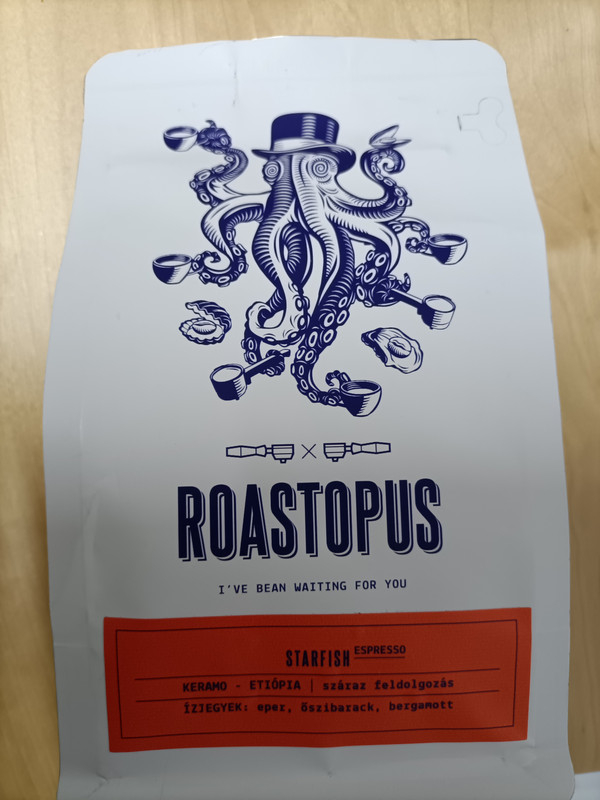 ROASTOPUS
I'VE BEAN WAITING FOR YOU
STARFISH ESPRESSO
KERAMO - ETIÓPIA | száraz feldolgozás
ÍZJEGYEK: eper, őszibarack, bergamott